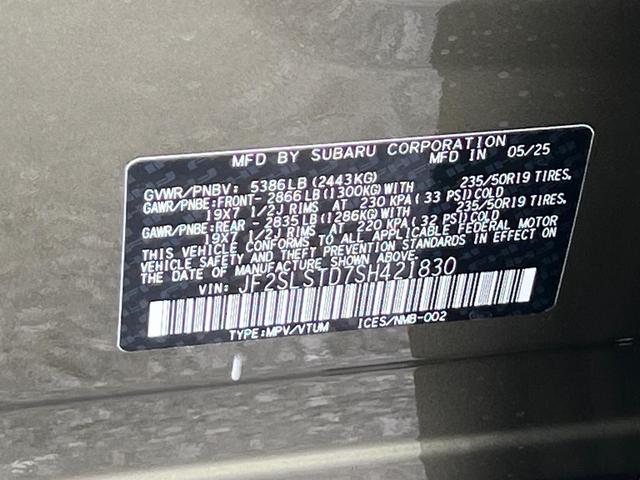 MFD BY SUBARU CORPORATION
MFD IN 05/25
GVWR/PNBV: 5386LB(2443KG)
GAWR/PNBE:FRONT- 2866LB(1300KG)WITH 235/50R19 TIRES,
19X7 1/2J RIMS AT 230 KPA(33 PSI)COLD
GAWR/PNBE:REAR - 2835LB(1286KG)WITH 235/50R19 TIRES,
19X7 1/2J RIMS AT 220 KPA(32 PSI)COLD
THIS VEHICLE CONFORMS TO ALL APPLICABLE FEDERAL MOTOR
VEHICLE SAFETY AND THEFT PREVENTION STANDARDS IN EFFECT ON
THE DATE OF MANUFACTURE SHOWN ABOVE.
VIN: JF2SLSTD7SH421830
TYPE:MPV/VTUM ICES/NMB-002